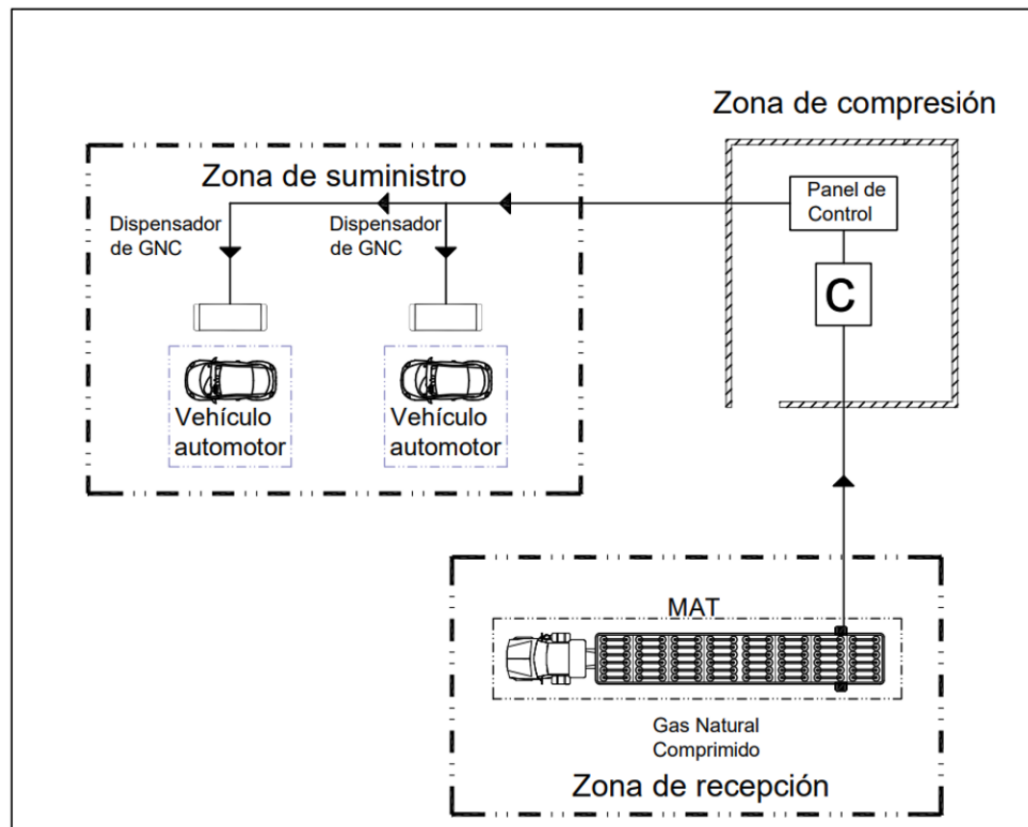 Zona de compresión
Zona de suministro
Panel de
Control
Dispensador
de GNC
Dispensador
de GNC
C
Vehículo
automotor
Vehículo
automotor
MAT
Gas Natural
Comprimido
Zona de recepción